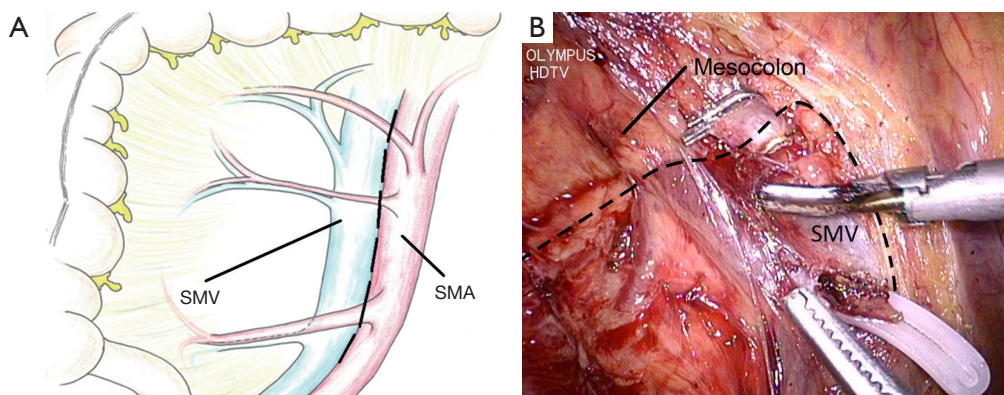 A
SMV
SMA
B
OLYMPUS
HDTV
Mesocolon
SMV